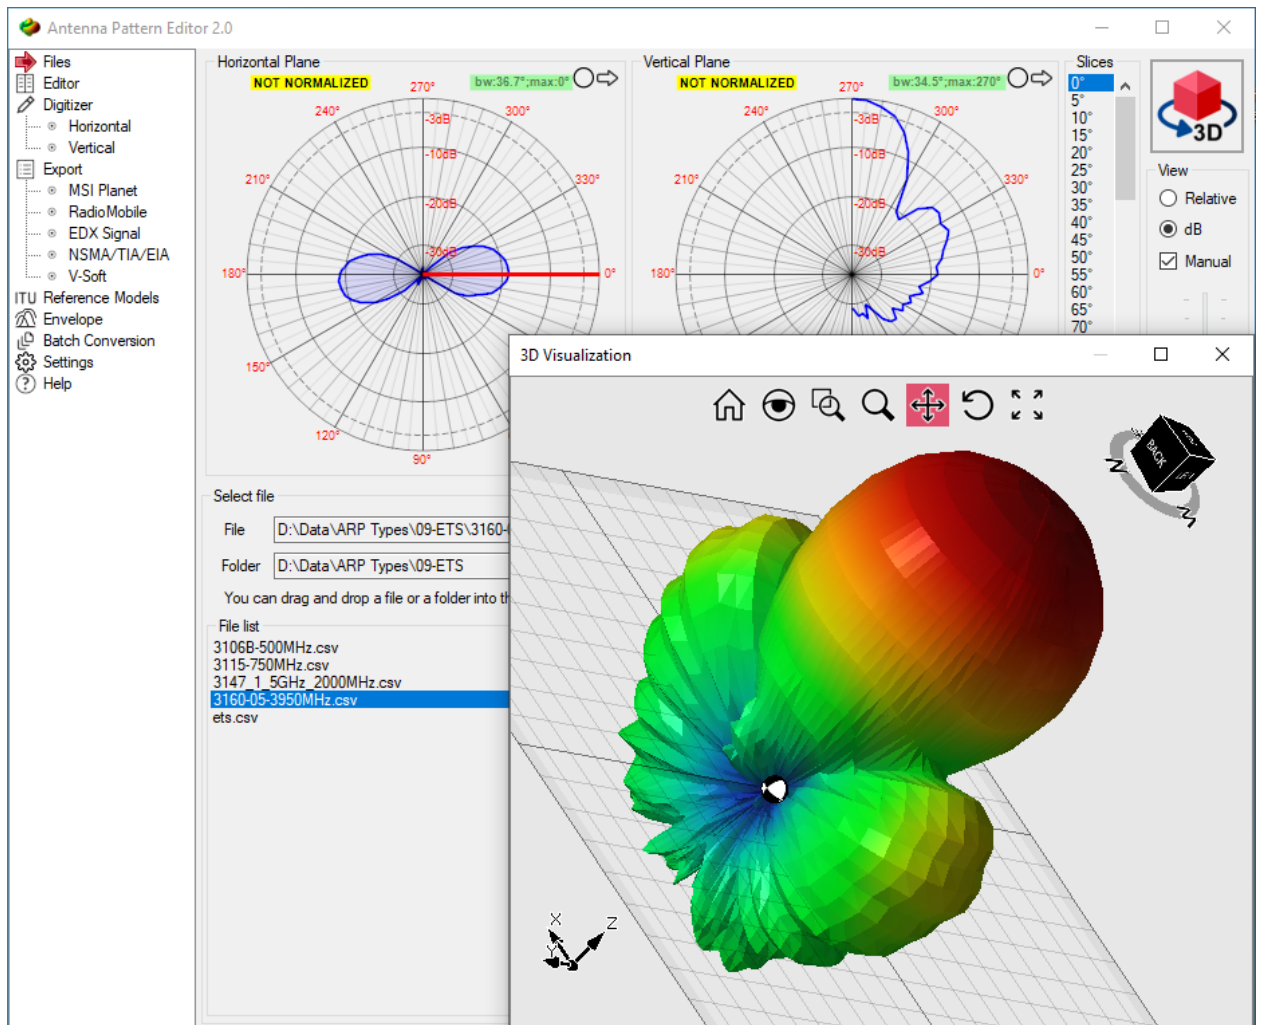 Antenna Pattern Editor 2.0
Files
Editor
Digitizer
Horizontal
Vertical
Export
MSI Planet
RadioMobile
EDX Signal
NSMA/TIA/EIA
V-Soft
ITU Reference Models
Envelope
Batch Conversion
Settings
Help
Horizontal Plane
NOT NORMALIZED
bw:36.7°;max:0°
270°
240°
300°
210°
330°
180°
0°
150°
120°
90°
-3dB
-10dB
-20dB
-30dB
Vertical Plane
NOT NORMALIZED
bw:34.5°;max:270°
270°
240°
300°
210°
330°
180°
0°
-3dB
-10dB
-20dB
-30dB
Slices
0°
5°
10°
15°
20°
25°
30°
35°
40°
45°
50°
55°
60°
65°
70°
3D
View
Relative
dB
Manual
Select file
File D:\Data\ARP Types\09-ETS\3160-
Folder D:\Data\ARP Types\09-ETS
You can drag and drop a file or a folder into
File list
3106B-500MHz.csv
3115-750MHz.csv
3147_1_5GHz_2000MHz.csv
3160-05-3950MHz.csv
ets.csv
3D Visualization
BACK
X
Z
Y